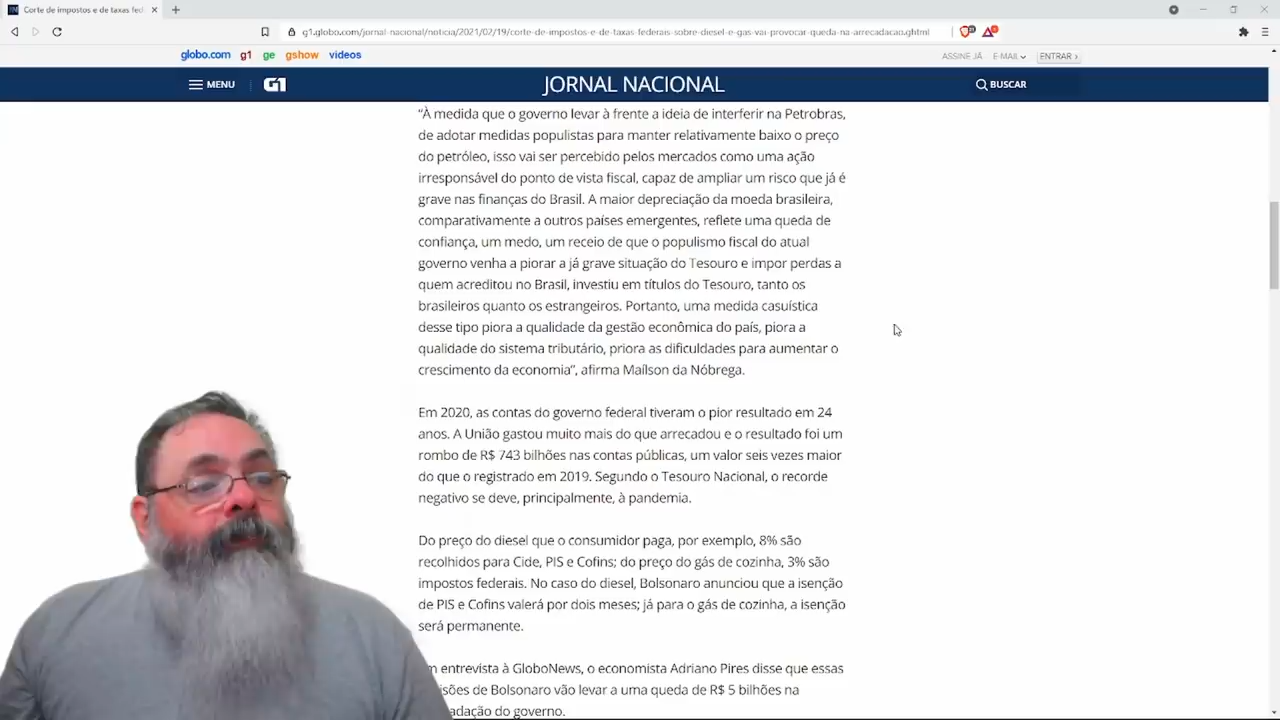 Corte de impostos e de taxas fed
g1.globo.com/jornal-nacional/noticia/2021/02/19/corte-de-impostos-e-de-taxas-federais-sobre-diesel-e-gas-vai-provocar-queda-na-arrecadacao.ghtml
globo.com g1 ge gshow videos
ASSINE JÁ E-MAIL ENTRAR ›
MENU G1 JORNAL NACIONAL BUSCAR
“À medida que o governo levar à frente a ideia de interferir na Petrobras,
de adotar medidas populistas para manter relativamente baixo o preço
do petróleo, isso vai ser percebido pelos mercados como uma ação
irresponsável do ponto de vista fiscal, capaz de ampliar um risco que já é
grave nas finanças do Brasil. A maior depreciação da moeda brasileira,
comparativamente a outros países emergentes, reflete uma queda de
confiança, um medo, um receio de que o populismo fiscal do atual
governo venha a piorar a já grave situação do Tesouro e impor perdas a
quem acreditou no Brasil, investiu em títulos do Tesouro, tanto os
brasileiros quanto os estrangeiros. Portanto, uma medida casuística
desse tipo piora a qualidade da gestão econômica do país, piora a
qualidade do sistema tributário, priora as dificuldades para aumentar o
crescimento da economia”, afirma Maílson da Nóbrega.
Em 2020, as contas do governo federal tiveram o pior resultado em 24
anos. A União gastou muito mais do que arrecadou e o resultado foi um
rombo de R$ 743 bilhões nas contas públicas, um valor seis vezes maior
do que o registrado em 2019. Segundo o Tesouro Nacional, o recorde
negativo se deve, principalmente, à pandemia.
Do preço do diesel que o consumidor paga, por exemplo, 8% são
recolhidos para Cide, PIS e Cofins; do preço do gás de cozinha, 3% são
impostos federais. No caso do diesel, Bolsonaro anunciou que a isenção
de PIS e Cofins valerá por dois meses; já para o gás de cozinha, a isenção
será permanente.
m entrevista à GloboNews, o economista Adriano Pires disse que essas
isões de Bolsonaro vão levar a uma queda de R$ 5 bilhões na
adação do governo.